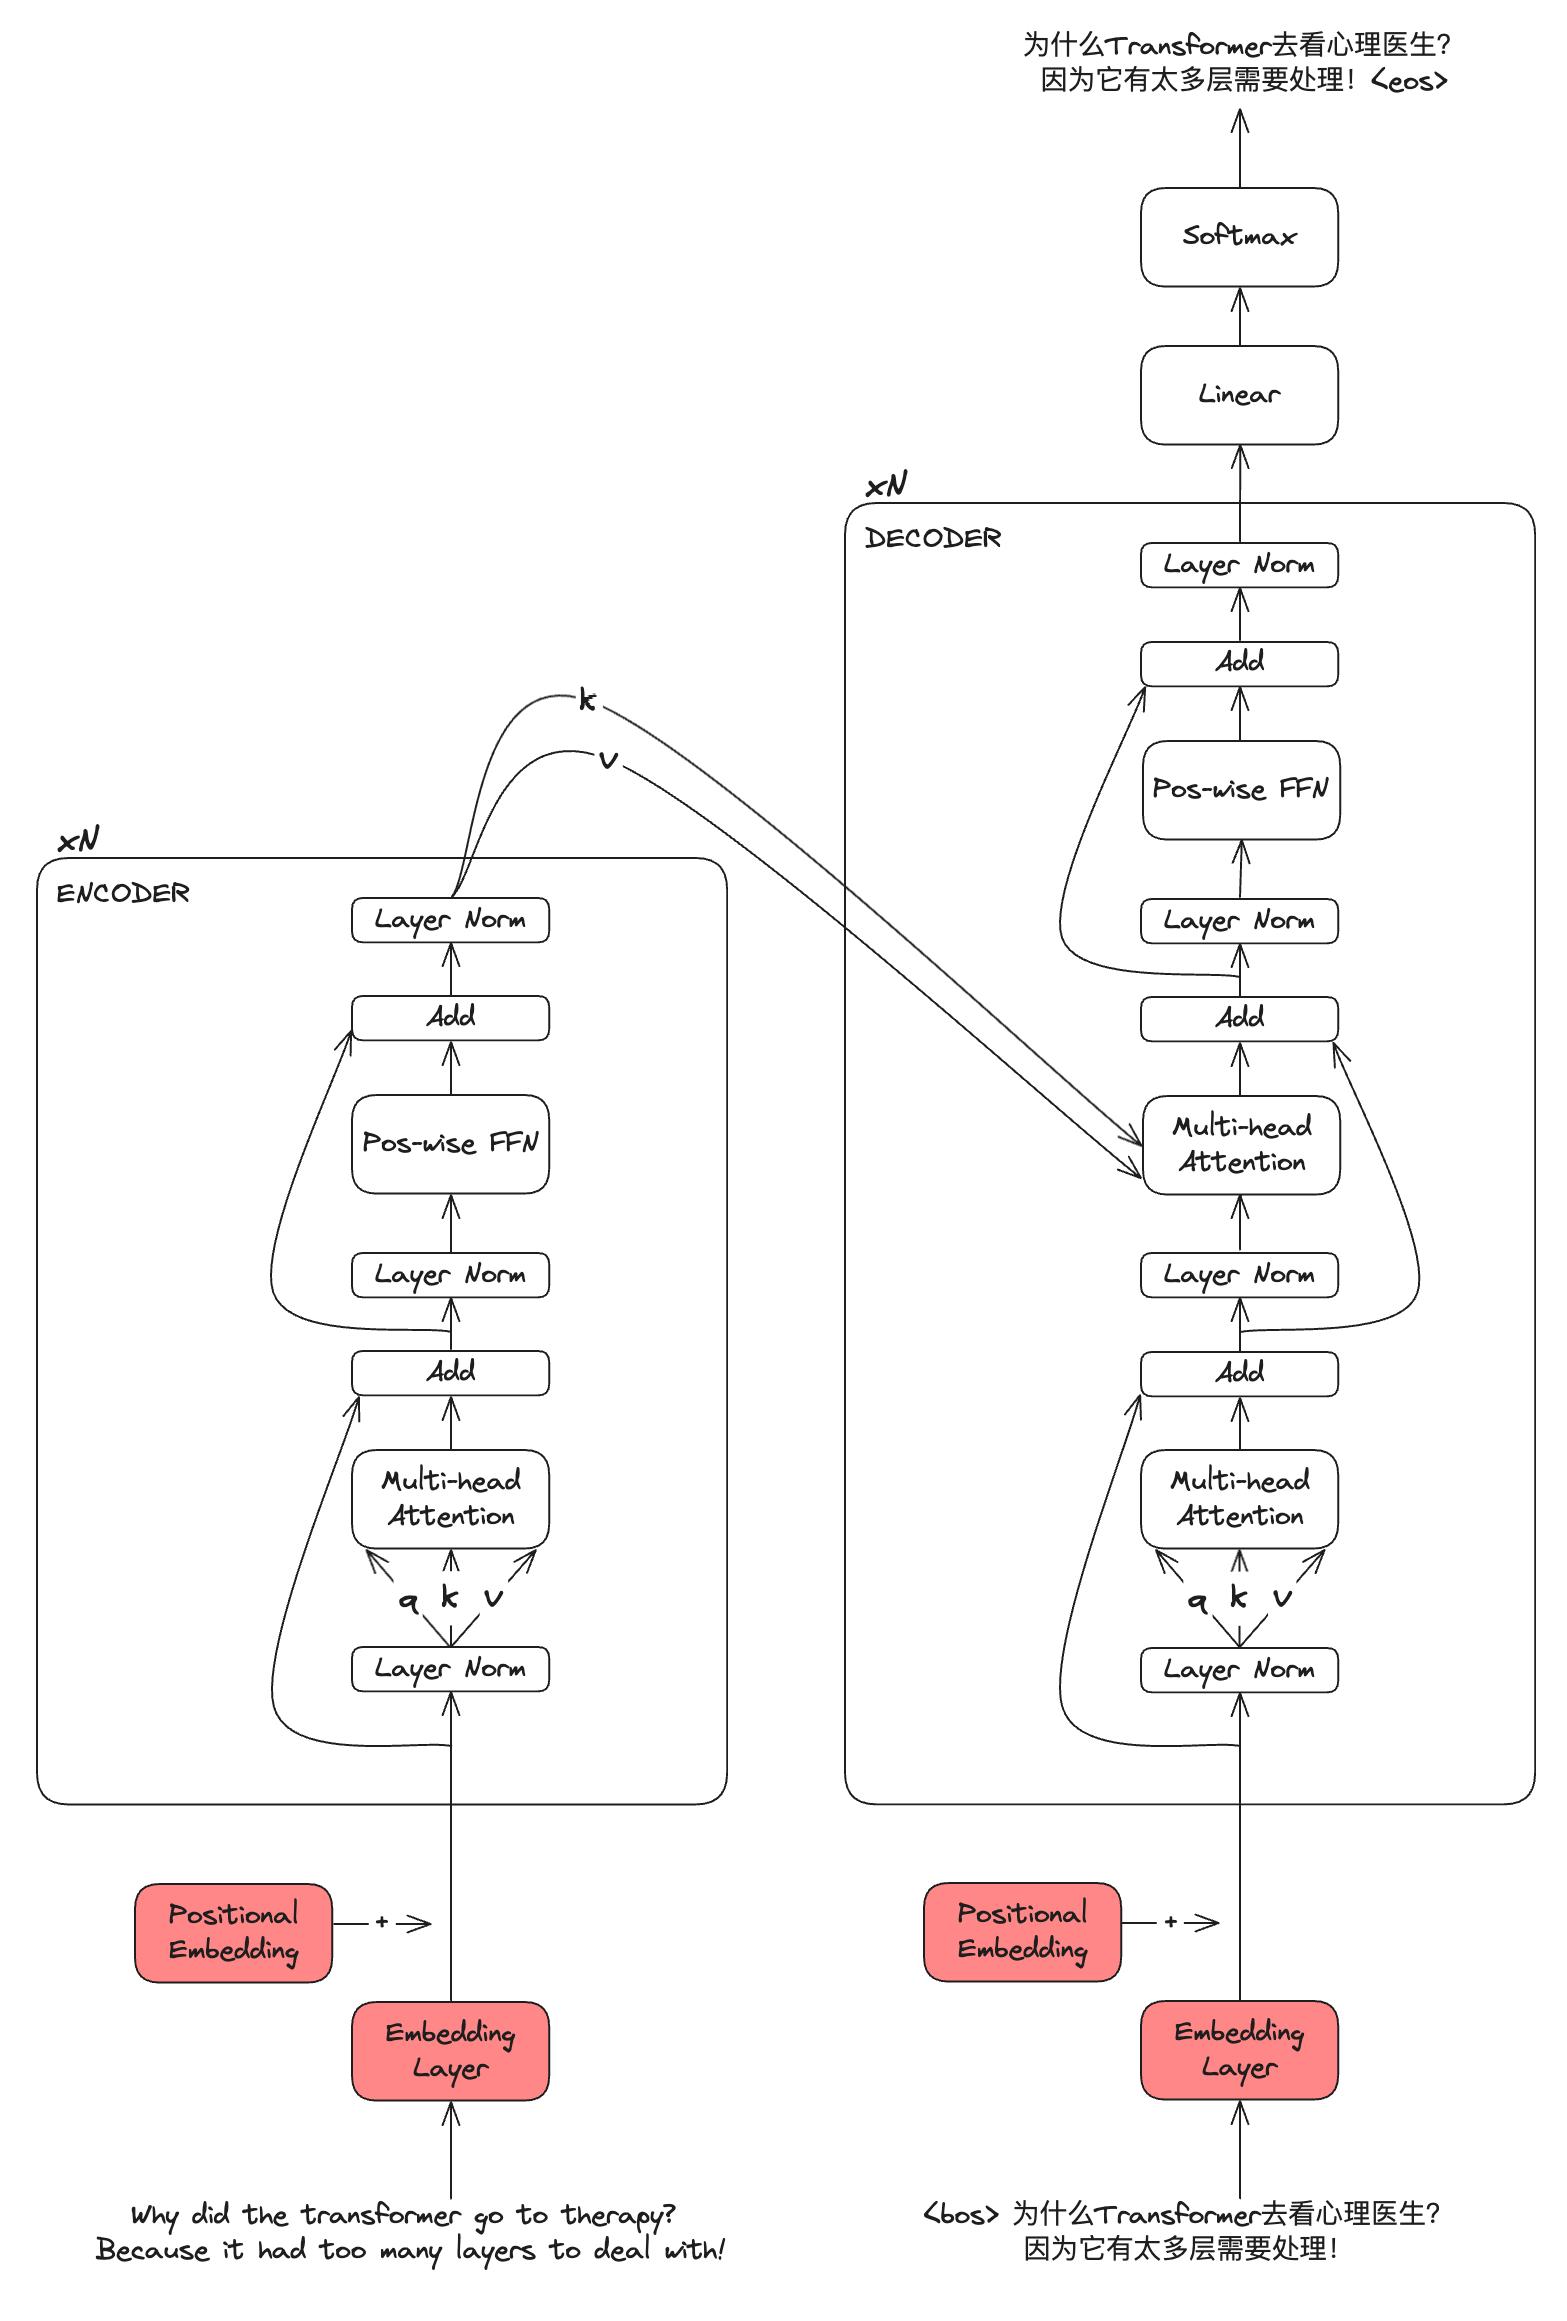 为什么Transformer去看心理医生?
因为它有太多层需要处理! <eos>
Softmax
Linear
xN
DECODER
Layer Norm
Add
Pos-wise FFN
Layer Norm
Add
Multi-head
Attention
Layer Norm
Add
Multi-head
Attention
q k v
Layer Norm
k
v
xN
ENCODER
Layer Norm
Add
Pos-wise FFN
Layer Norm
Add
Multi-head
Attention
q k v
Layer Norm
Positional
Embedding
+
Embedding
Layer
Why did the transformer go to therapy?
Because it had too many layers to deal with!
Positional
Embedding
+
Embedding
Layer
<bos> 为什么Transformer去看心理医生?
因为它有太多层需要处理!